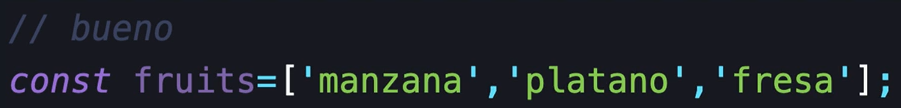 // bueno
const fruits=['manzana','platano','fresa'];